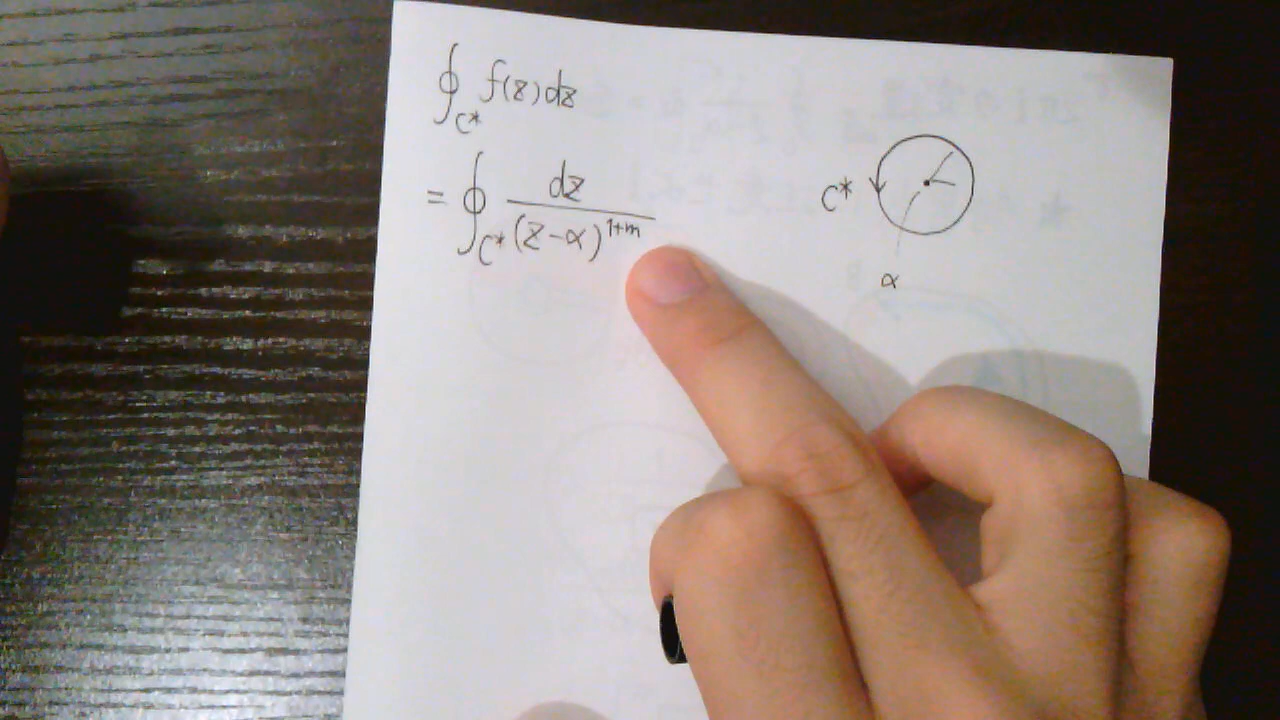 ∮_{C*} f(z)dz
= ∮_{C*} dz/(z-α)^{1+m}
C*
α